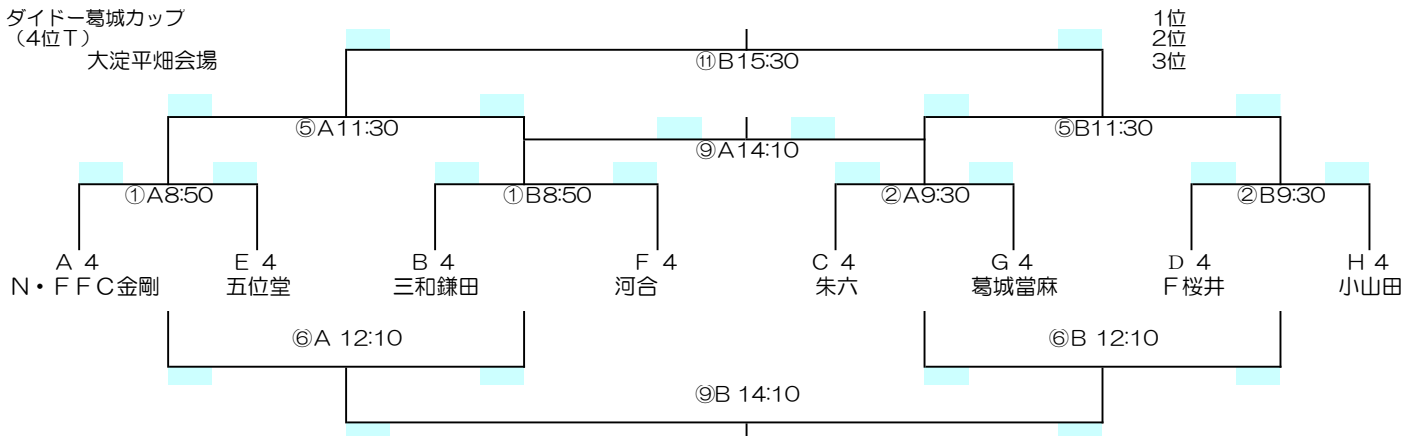 ダイドー葛城カップ
（4位T）
大淀平畑会場
1位
2位
3位
⑪B15:30
⑤A11:30
⑤B11:30
⑨A14:10
①A8:50
①B8:50
②A9:30
②B9:30
A 4
E 4
B 4
F 4
C 4
G 4
D 4
H 4
N・FFC金剛
五位堂
三和鎌田
河合
朱六
葛城當麻
F桜井
小山田
⑥A 12:10
⑥B 12:10
⑨B 14:10